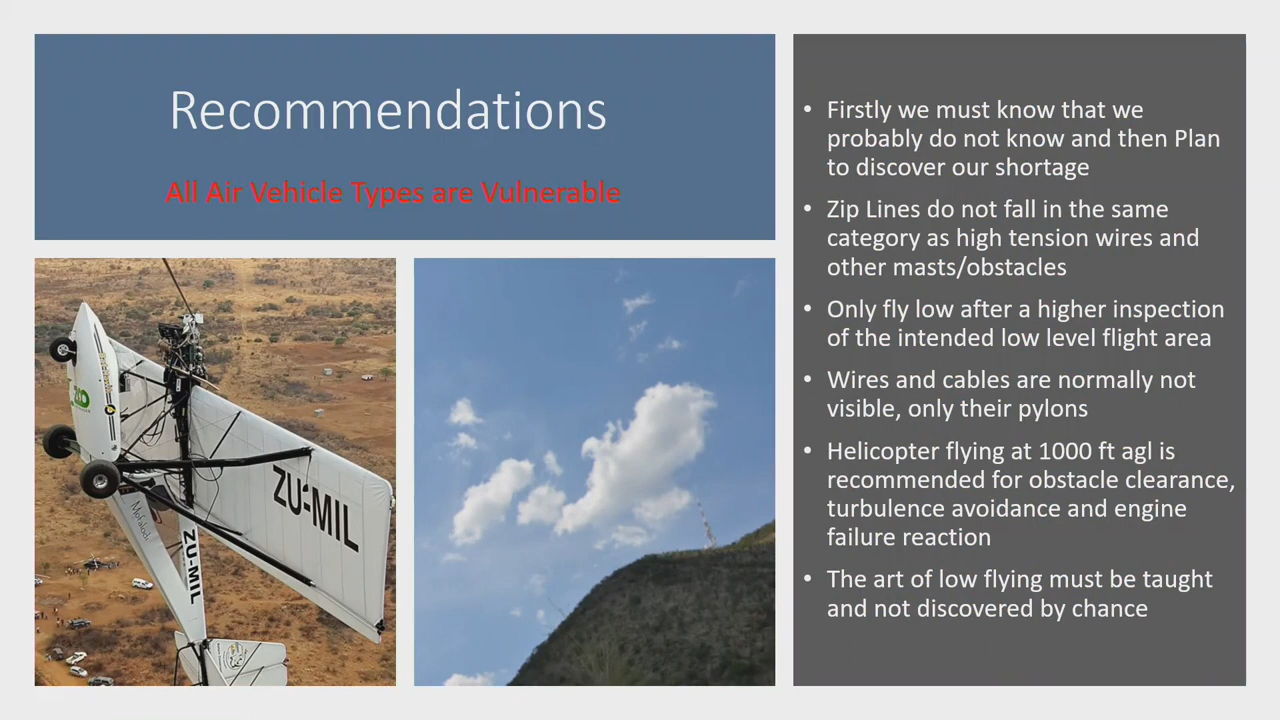 Recommendations
All Air Vehicle Types are Vulnerable
• Firstly we must know that we
probably do not know and then Plan
to discover our shortage
• Zip Lines do not fall in the same
category as high tension wires and
other masts/obstacles
• Only fly low after a higher inspection
of the intended low level flight area
• Wires and cables are normally not
visible, only their pylons
• Helicopter flying at 1000 ft agl is
recommended for obstacle clearance,
turbulence avoidance and engine
failure reaction
• The art of low flying must be taught
and not discovered by chance
ZU-MIL
ZU-MIL